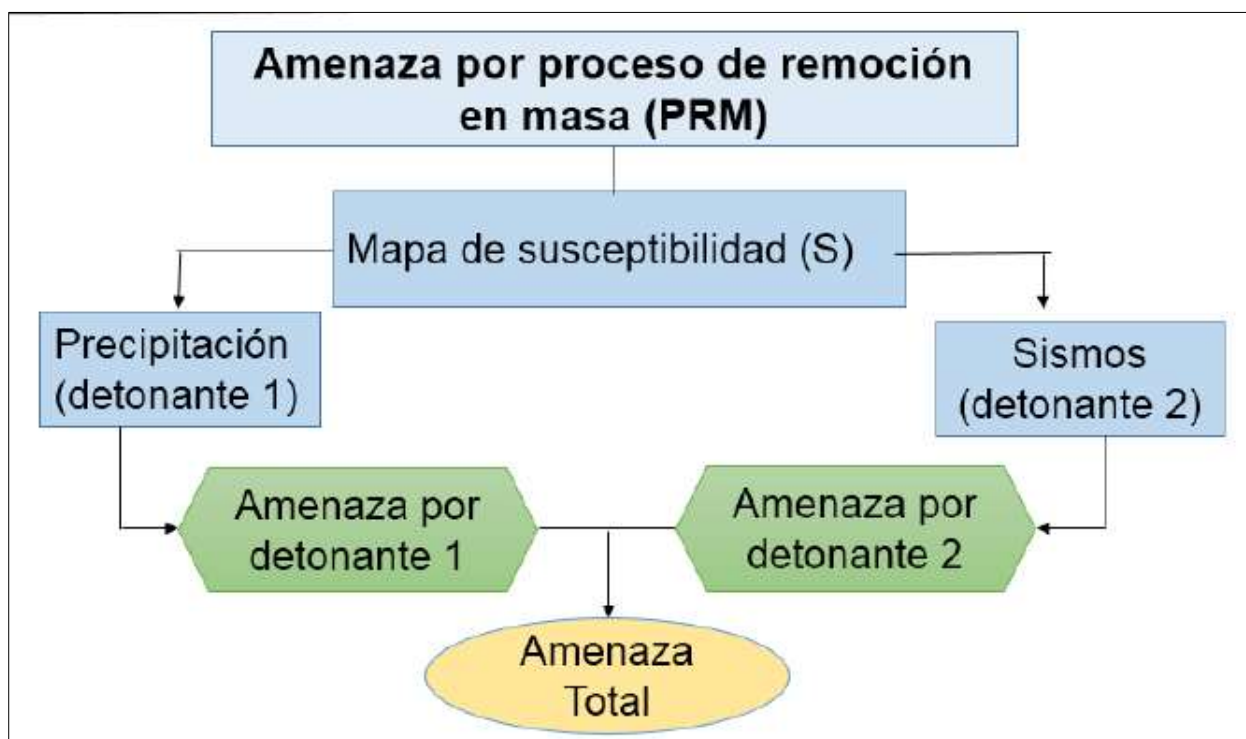 Amenaza por proceso de remoción
en masa (PRM)
Mapa de susceptibilidad (S)
Precipitación
(detonante 1)
Sismos
(detonante 2)
Amenaza por
detonante 1
Amenaza por
detonante 2
Amenaza
Total